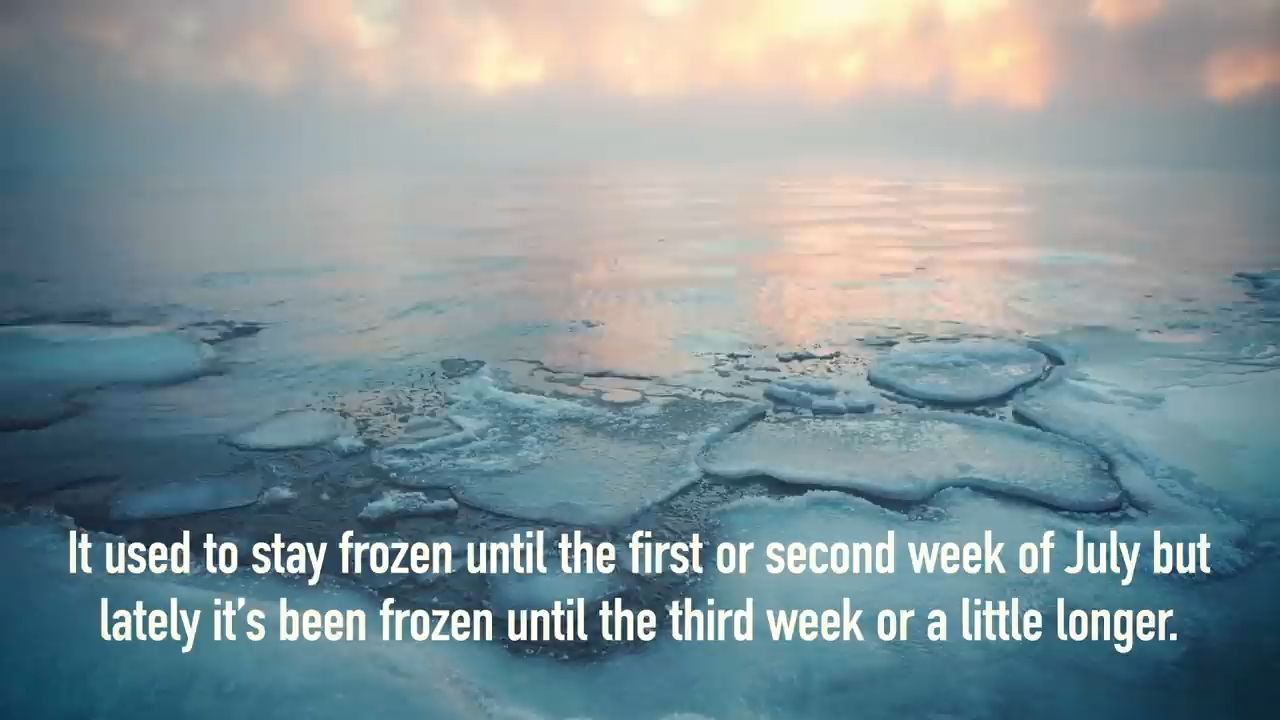 It used to stay frozen until the first or second week of July but
lately it’s been frozen until the third week or a little longer.